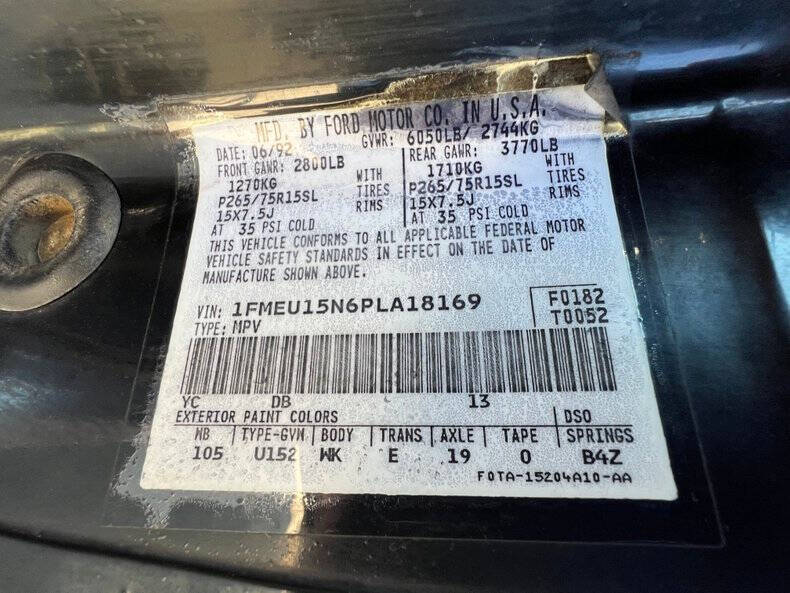 MFD. BY FORD MOTOR CO. IN U.S.A.
DATE: 06/92 GVWR: 6050LB/ 2744KG
FRONT GAWR: 2800LB REAR GAWR: 3770LB
1270KG WITH 1710KG WITH
P265/75R15SL TIRES P265/75R15SL TIRES
15X7.5J RIMS 15X7.5J RIMS
AT 35 PSI COLD AT 35 PSI COLD
THIS VEHICLE CONFORMS TO ALL APPLICABLE FEDERAL MOTOR
VEHICLE SAFETY STANDARDS IN EFFECT ON THE DATE OF
MANUFACTURE SHOWN ABOVE.
VIN: 1FMEU15N6PLA18169 F0182
TYPE: MPV T0052
YC DB 13
EXTERIOR PAINT COLORS DSO
WB TYPE-GVM BODY TRANS AXLE TAPE SPRINGS
105 U152 WK E 19 0 B4Z
F0TA-15204A10-AA